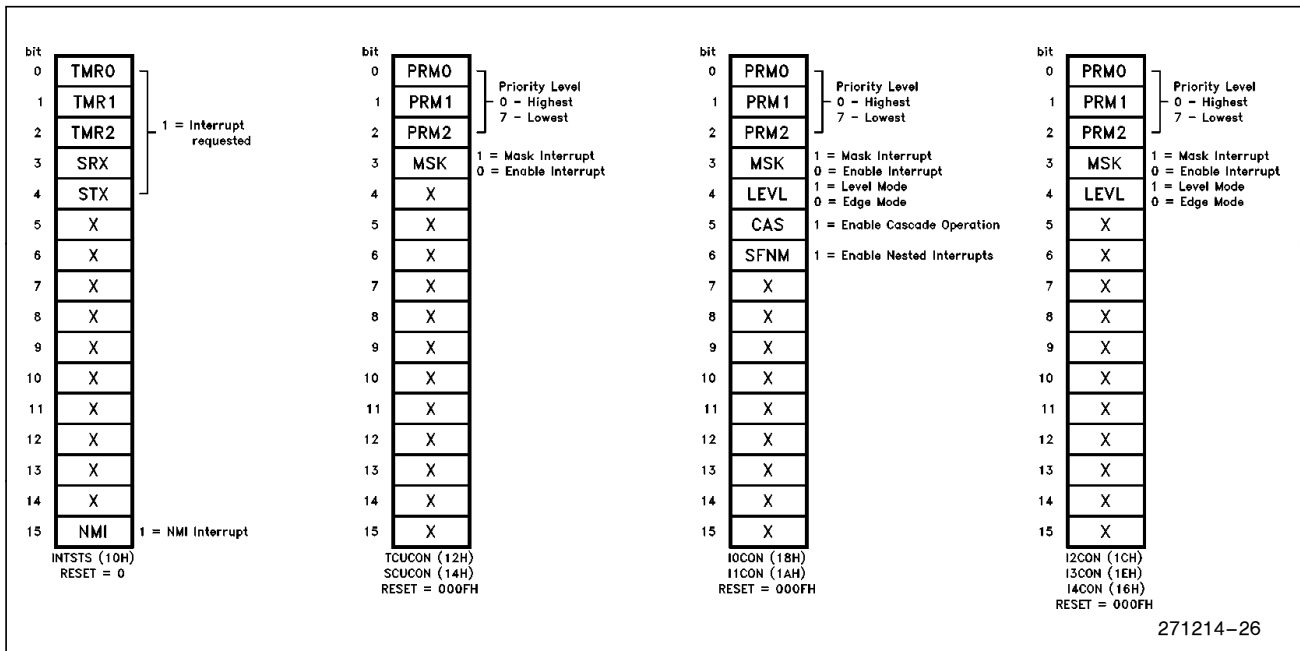 bit
0 TMR0
1 TMR1
2 TMR2
3 SRX
4 STX
5 X
6 X
7 X
8 X
9 X
10 X
11 X
12 X
13 X
14 X
15 NMI
1 = Interrupt
requested
1 = NMI Interrupt
INTSTS (10H)
RESET = 0
bit
0 PRM0
1 PRM1
2 PRM2
3 MSK
4 X
5 X
6 X
7 X
8 X
9 X
10 X
11 X
12 X
13 X
14 X
15 X
Priority Level
0 – Highest
7 – Lowest
1 = Mask Interrupt
0 = Enable Interrupt
TCUCON (12H)
SCUCON (14H)
RESET = 000FH
bit
0 PRM0
1 PRM1
2 PRM2
3 MSK
4 LEVL
5 CAS
6 SFNM
7 X
8 X
9 X
10 X
11 X
12 X
13 X
14 X
15 X
Priority Level
0 – Highest
7 – Lowest
1 = Mask Interrupt
0 = Enable Interrupt
1 = Level Mode
0 = Edge Mode
1 = Enable Cascade Operation
1 = Enable Nested Interrupts
I0CON (18H)
I1CON (1AH)
RESET = 000FH
bit
0 PRM0
1 PRM1
2 PRM2
3 MSK
4 LEVL
5 X
6 X
7 X
8 X
9 X
10 X
11 X
12 X
13 X
14 X
15 X
Priority Level
0 – Highest
7 – Lowest
1 = Mask Interrupt
0 = Enable Interrupt
1 = Level Mode
0 = Edge Mode
I2CON (1CH)
I3CON (1EH)
I4CON (16H)
RESET = 000FH
271214–26